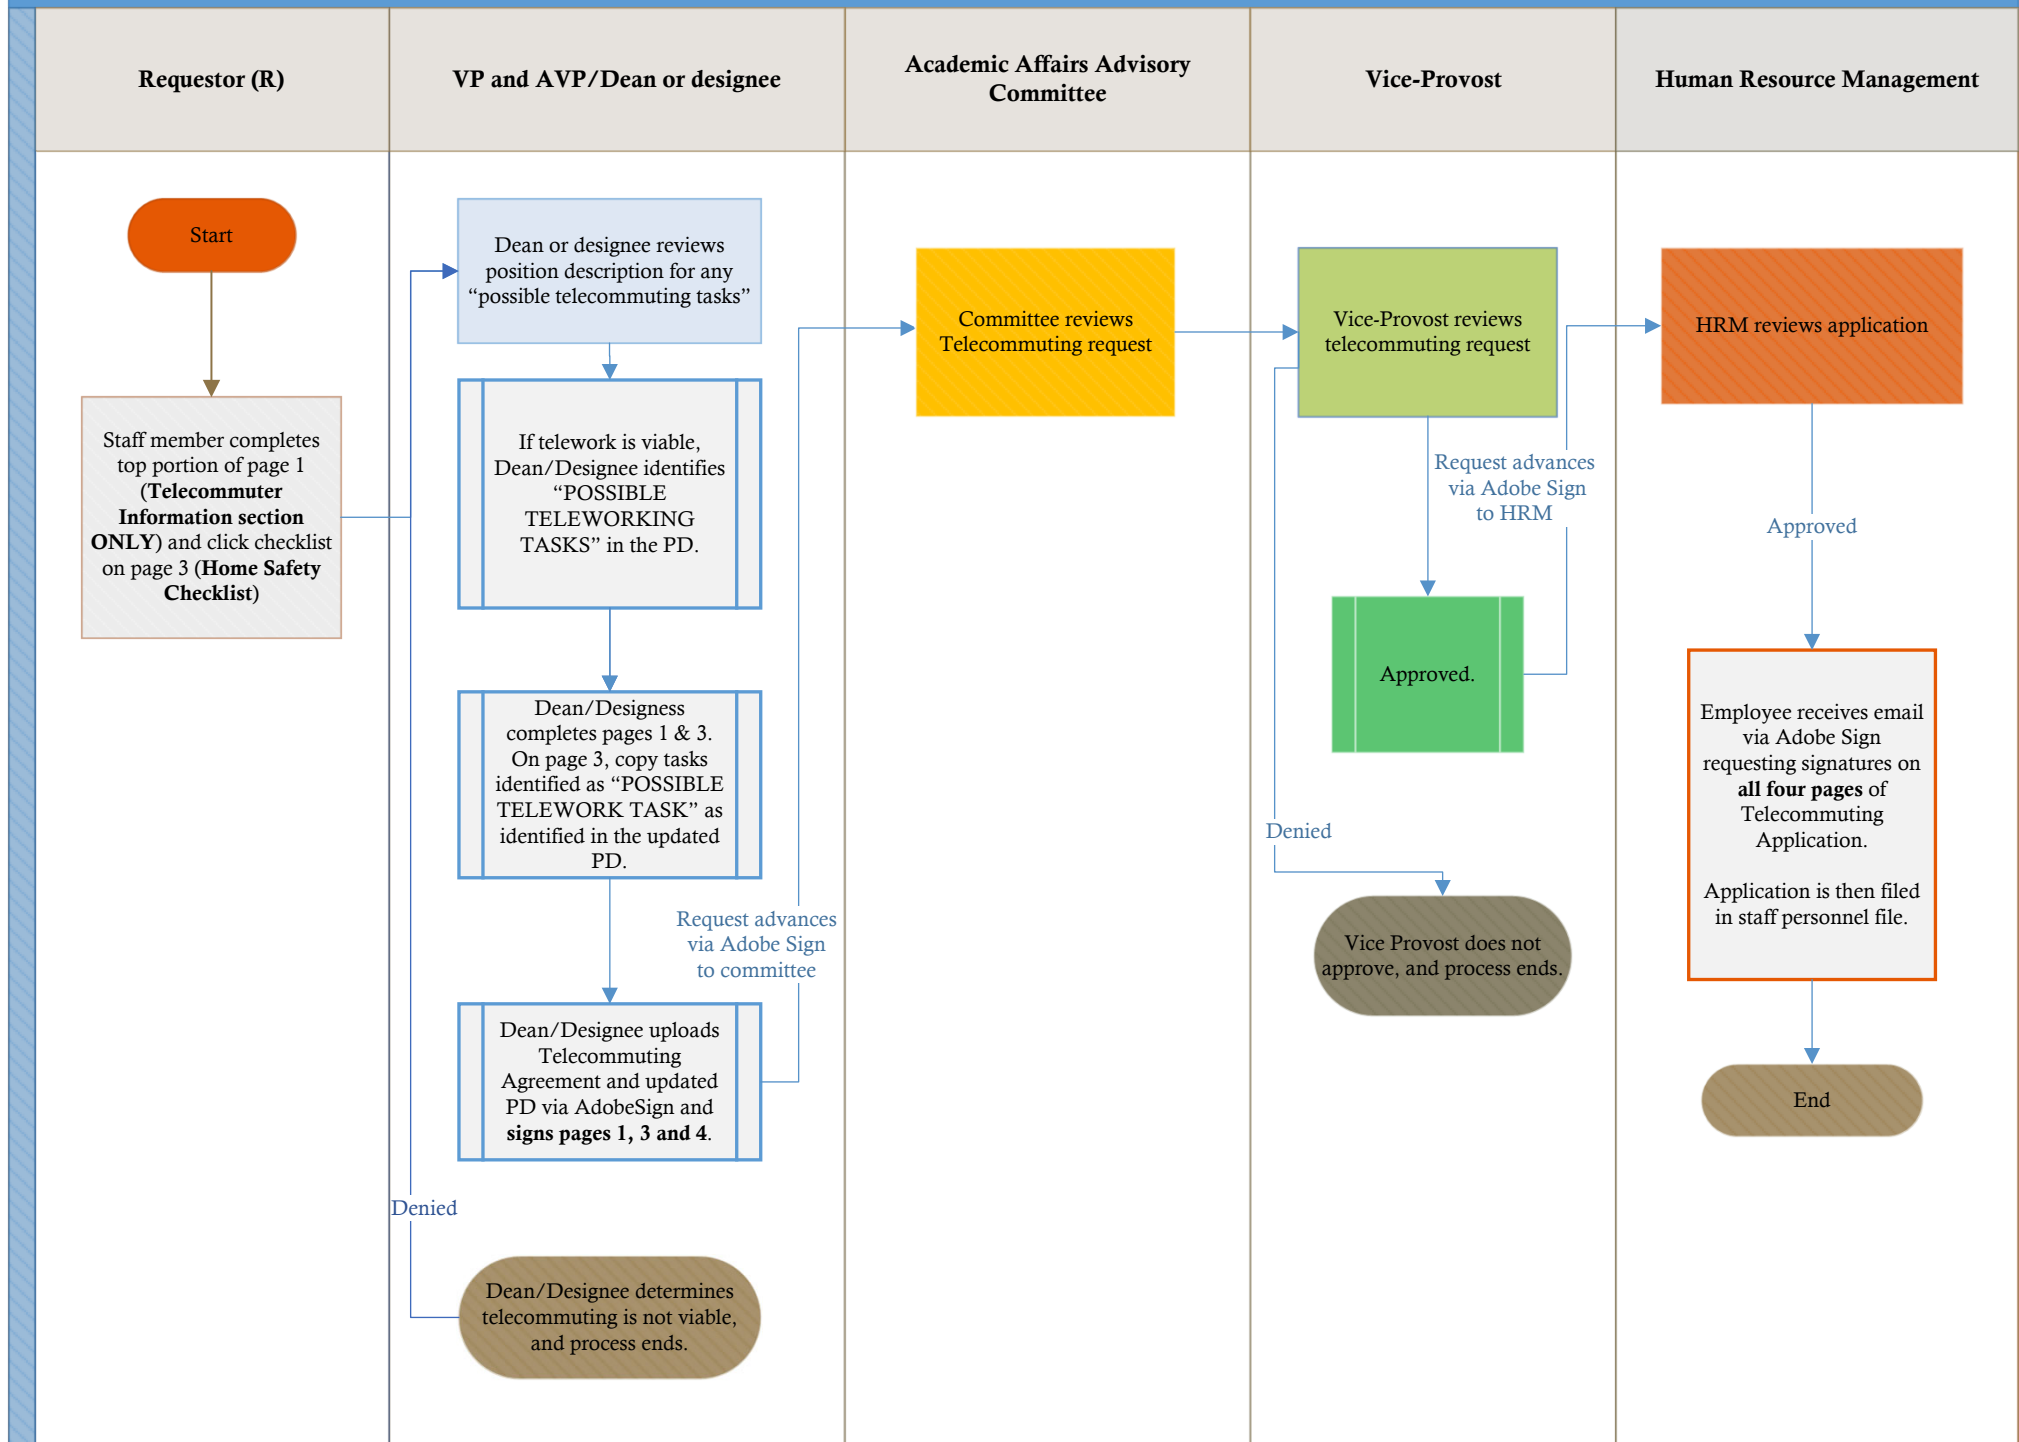 Requestor (R)
VP and AVP/Dean or designee
Academic Affairs Advisory
Committee
Vice-Provost
Human Resource Management
Start
Staff member completes
top portion of page 1
(Telecommuter
Information section
ONLY) and click checklist
on page 3 (Home Safety
Checklist)
Dean or designee reviews
position description for any
“possible telecommuting tasks”
If telework is viable,
Dean/Designee identifies
“POSSIBLE
TELEWORKING
TASKS” in the PD.
Dean/Designess
completes pages 1 & 3.
On page 3, copy tasks
identified as “POSSIBLE
TELEWORK TASK” as
identified in the updated
PD.
Dean/Designee uploads
Telecommuting
Agreement and updated
PD via AdobeSign and
signs pages 1, 3 and 4.
Denied
Dean/Designee determines
telecommuting is not viable,
and process ends.
Request advances
via Adobe Sign
to committee
Committee reviews
Telecommuting request
Vice-Provost reviews
telecommuting request
Request advances
via Adobe Sign
to HRM
Approved.
Denied
Vice Provost does not
approve, and process ends.
HRM reviews application
Approved
Employee receives email
via Adobe Sign
requesting signatures on
all four pages of
Telecommuting
Application.
Application is then filed
in staff personnel file.
End